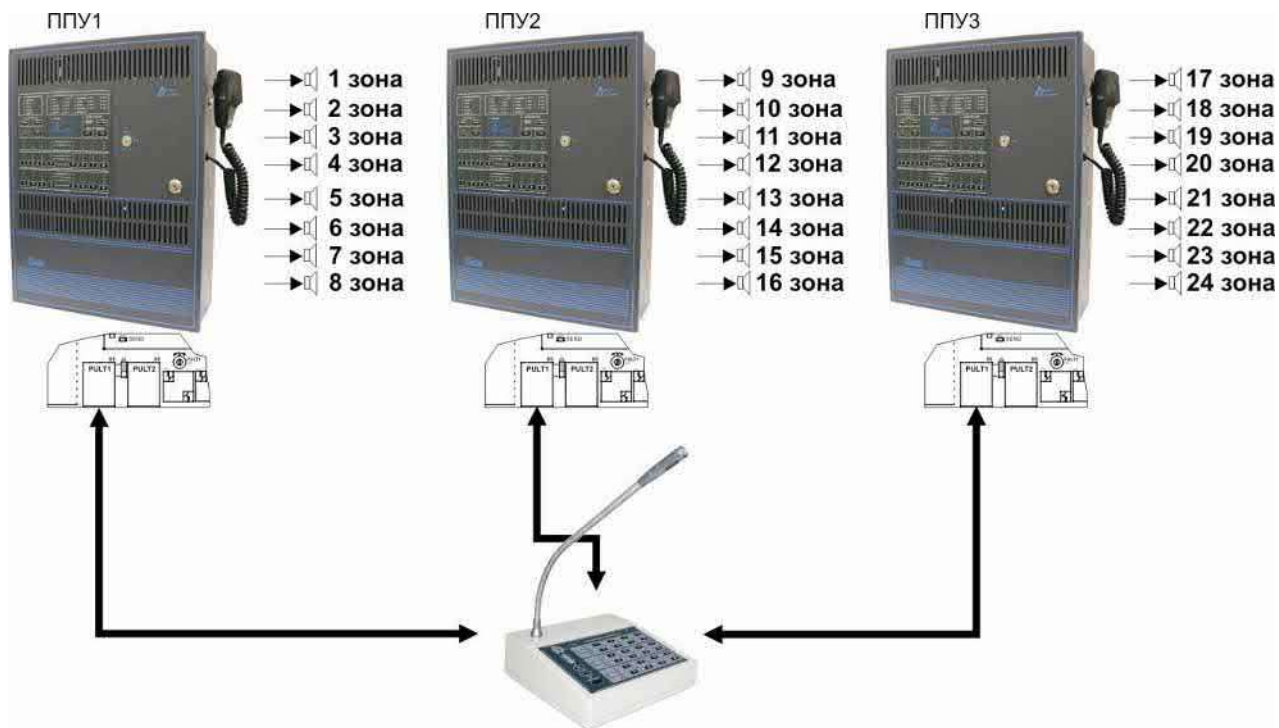 ППУ1
ППУ2
ППУ3
1 зона
2 зона
3 зона
4 зона
5 зона
6 зона
7 зона
8 зона
9 зона
10 зона
11 зона
12 зона
13 зона
14 зона
15 зона
16 зона
17 зона
18 зона
19 зона
20 зона
21 зона
22 зона
23 зона
24 зона
PULT1 PULT2
PULT1 PULT2
PULT1 PULT2